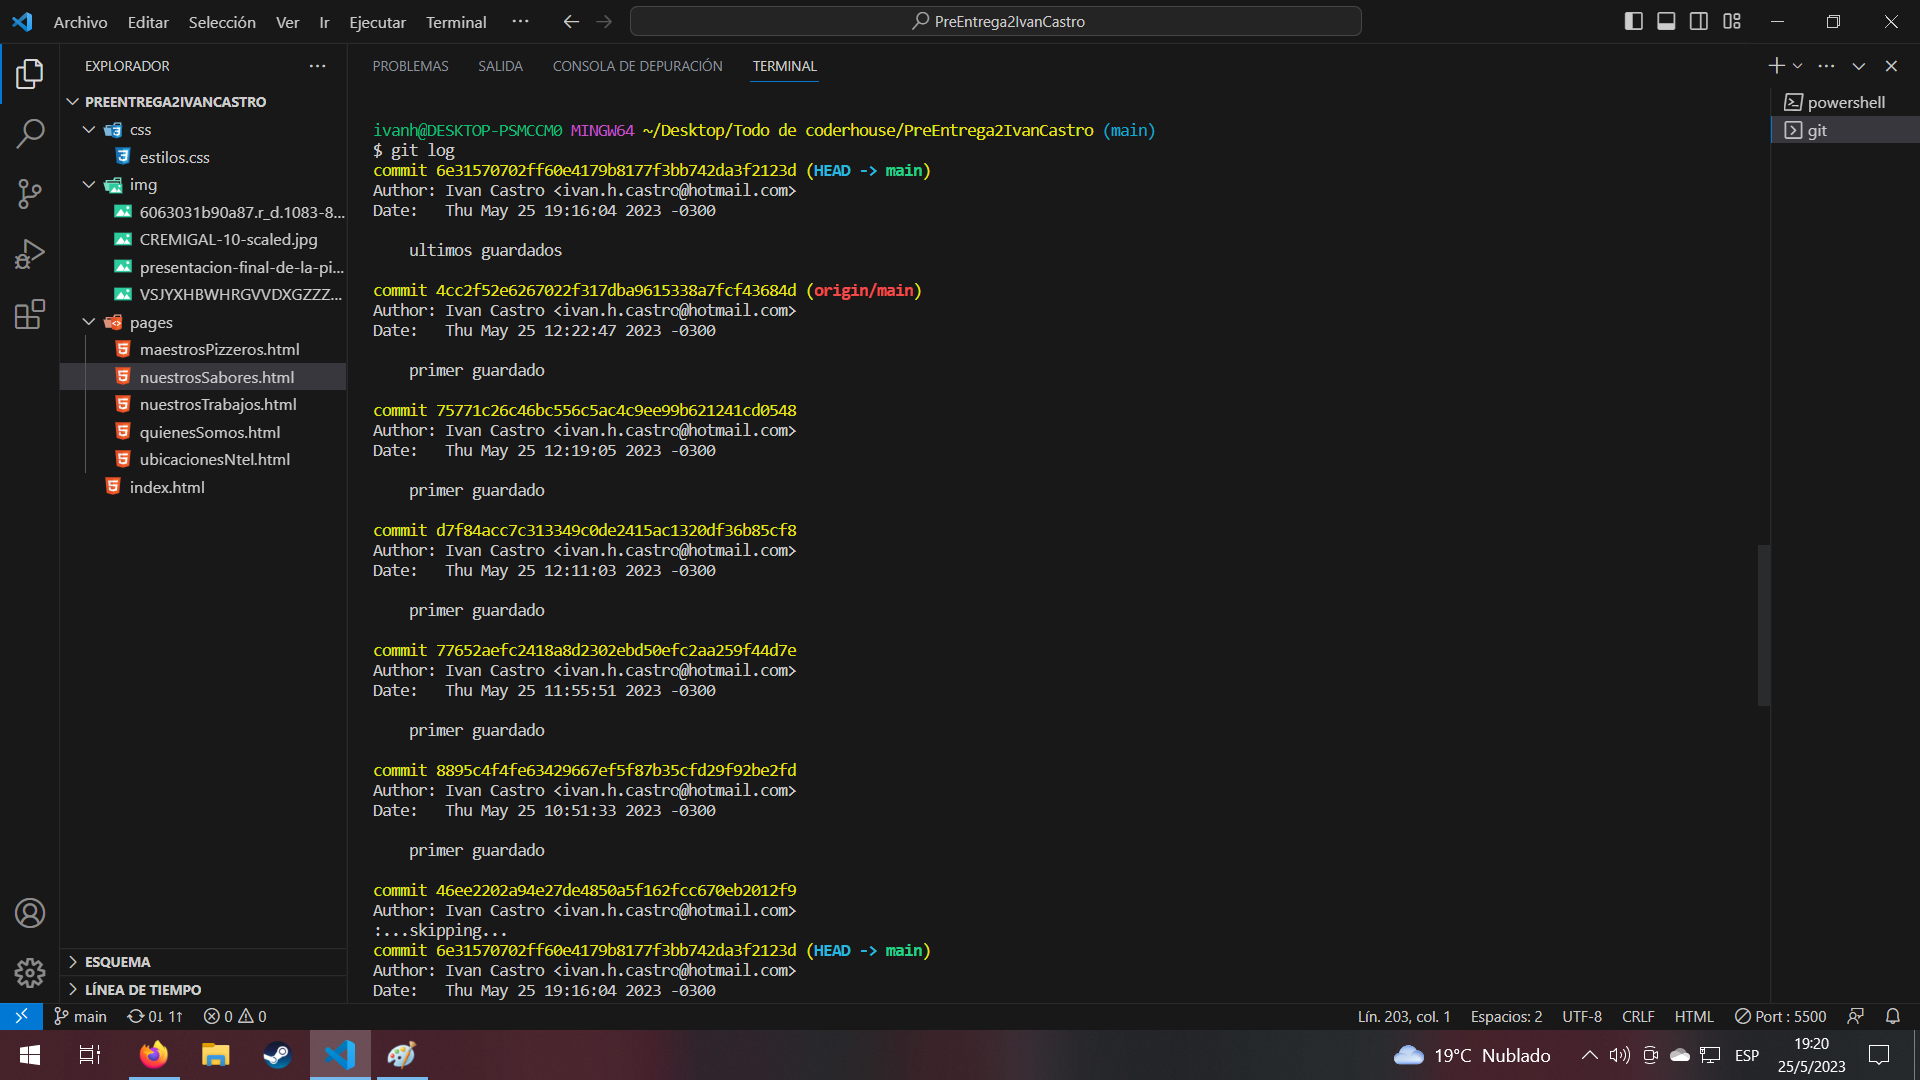 Archivo Editar Selección Ver Ir Ejecutar Terminal ···
PreEntrega2IvanCastro
EXPLORADOR
PREENTREGA2IVANCASTRO
css
estilos.css
img
6063031b90a87.r_d.1083-8...
CREMIGAL-10-scaled.jpg
presentacion-final-de-la-pi...
VSJYXHBWHRGVVDXGZZZ...
pages
maestrosPizzeros.html
nuestrosSabores.html
nuestrosTrabajos.html
quienesSomos.html
ubicacionesNtel.html
index.html
ESQUEMA
LÍNEA DE TIEMPO
PROBLEMAS SALIDA CONSOLA DE DEPURACIÓN TERMINAL
ivanh@DESKTOP-PSMCCM0 MINGW64 ~/Desktop/Todo de coderhouse/PreEntrega2IvanCastro (main)
$ git log
commit 6e31570702ff60e4179b8177f3bb742da3f2123d (HEAD -> main)
Author: Ivan Castro <ivan.h.castro@hotmail.com>
Date:   Thu May 25 19:16:04 2023 -0300
ultimos guardados
commit 4cc2f52e6267022f317dba9615338a7fcf43684d (origin/main)
Author: Ivan Castro <ivan.h.castro@hotmail.com>
Date:   Thu May 25 12:22:47 2023 -0300
primer guardado
commit 75771c26c46bc556c5ac4c9ee99b621241cd0548
Author: Ivan Castro <ivan.h.castro@hotmail.com>
Date:   Thu May 25 12:19:05 2023 -0300
primer guardado
commit d7f84acc7c313349c0de2415ac1320df36b85cf8
Author: Ivan Castro <ivan.h.castro@hotmail.com>
Date:   Thu May 25 12:11:03 2023 -0300
primer guardado
commit 77652aefc2418a8d2302ebd50efc2aa259f44d7e
Author: Ivan Castro <ivan.h.castro@hotmail.com>
Date:   Thu May 25 11:55:51 2023 -0300
primer guardado
commit 8895c4f4fe63429667ef5f87b35cfd29f92be2fd
Author: Ivan Castro <ivan.h.castro@hotmail.com>
Date:   Thu May 25 10:51:33 2023 -0300
primer guardado
commit 46ee2202a94e27de4850a5f162fcc670eb2012f9
Author: Ivan Castro <ivan.h.castro@hotmail.com>
:...skipping...
commit 6e31570702ff60e4179b8177f3bb742da3f2123d (HEAD -> main)
Author: Ivan Castro <ivan.h.castro@hotmail.com>
Date:   Thu May 25 19:16:04 2023 -0300
powershell
git
main 0↓ 1↑ 0 0
Lín. 203, col. 1 Espacios: 2 UTF-8 CRLF HTML Port : 5500
19°C Nublado ESP
19:20
25/5/2023